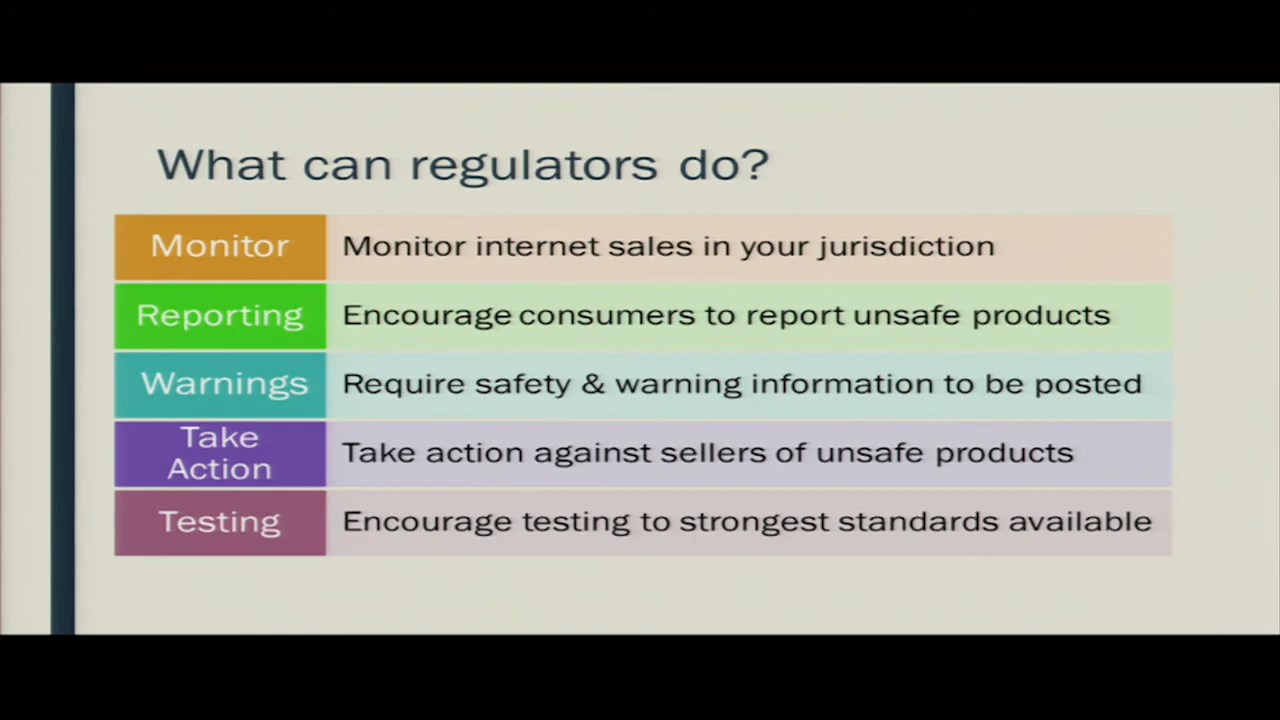 What can regulators do?
Monitor
Monitor internet sales in your jurisdiction
Reporting
Encourage consumers to report unsafe products
Warnings
Require safety & warning information to be posted
Take
Action
Take action against sellers of unsafe products
Testing
Encourage testing to strongest standards available